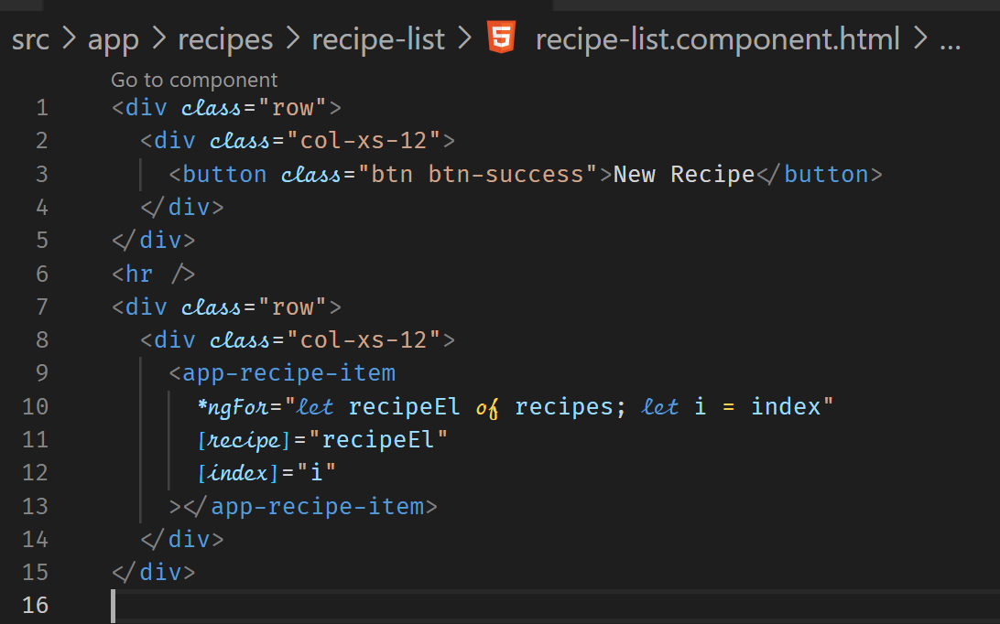 src > app > recipes > recipe-list > 5 recipe-list.component.html > ...
Go to component
1 <div class="row">
2   <div class="col-xs-12">
3     <button class="btn btn-success">New Recipe</button>
4   </div>
5 </div>
6 <hr />
7 <div class="row">
8   <div class="col-xs-12">
9     <app-recipe-item
10       *ngFor="let recipeEl of recipes; let i = index"
11       [recipe]="recipeEl"
12       [index]="i"
13     ></app-recipe-item>
14   </div>
15 </div>
16